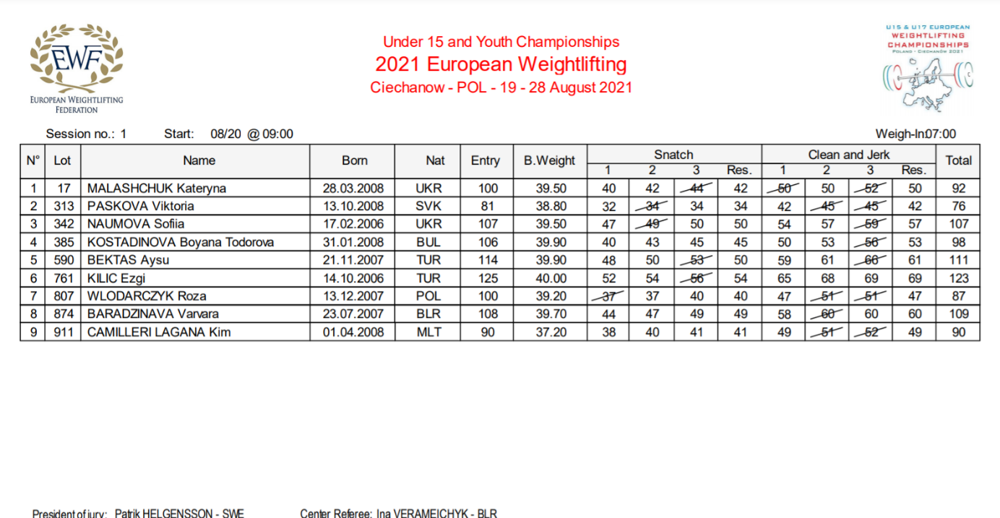 EWF
EUROPEAN WEIGHTLIFTING
FEDERATION
Under 15 and Youth Championships
2021 European Weightlifting
Ciechanow - POL - 19 - 28 August 2021
U15 & U17 EUROPEAN
WEIGHTLIFTING
CHAMPIONSHIPS
POLAND - CIECHANÓW 2021
Session no.: 1 Start: 08/20 @ 09:00 Weigh-In:07:00
N° Lot Name Born Nat Entry B.Weight Snatch Clean and Jerk Total
1 2 3 Res. 1 2 3 Res.
1 17 MALASHCHUK Kateryna 28.03.2008 UKR 100 39.50 40 42 44 42 50 50 52 50 92
2 313 PASKOVA Viktoria 13.10.2008 SVK 81 38.80 32 34 34 34 42 45 45 42 76
3 342 NAUMOVA Sofiia 17.02.2006 UKR 107 39.50 47 49 50 50 54 57 59 57 107
4 385 KOSTADINOVA Boyana Todorova 31.01.2008 BUL 106 39.90 40 43 45 45 50 53 56 53 98
5 590 BEKTAS Aysu 21.11.2007 TUR 114 39.90 48 50 53 50 59 61 66 61 111
6 761 KILIC Ezgi 14.10.2006 TUR 125 40.00 52 54 56 54 65 68 69 69 123
7 807 WLODARCZYK Roza 13.12.2007 POL 100 39.20 37 37 40 40 47 51 51 47 87
8 874 BARADZINAVA Varvara 23.07.2007 BLR 108 39.70 44 47 49 49 58 60 60 60 109
9 911 CAMILLERI LAGANA Kim 01.04.2008 MLT 90 37.20 38 40 41 41 49 51 52 49 90
President of jury: Patrik HELGENSSON - SWE Center Referee: Ina VERAMEICHYK - BLR